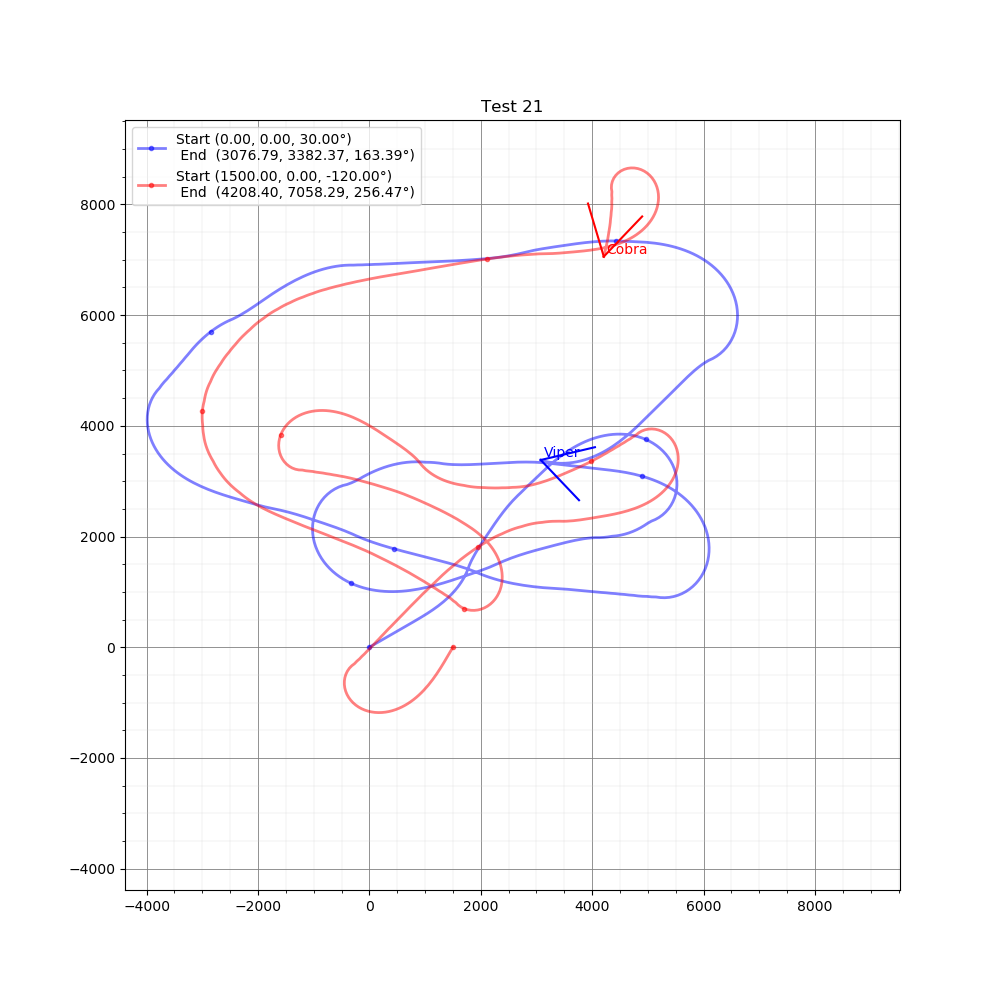 Test 21
Start (0.00, 0.00, 30.00°)
End  (3076.79, 3382.37, 163.39°)
Start (1500.00, 0.00, -120.00°)
End  (4208.40, 7058.29, 256.47°)
8000
6000
4000
2000
0
−2000
−4000
Cobra
Viper
−4000 −2000 0 2000 4000 6000 8000